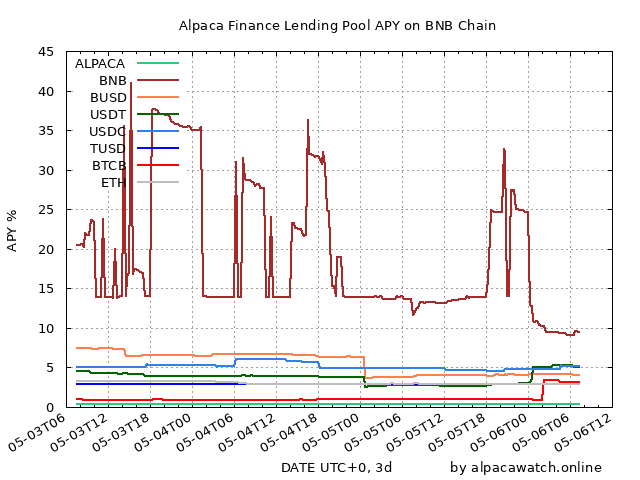 Alpaca Finance Lending Pool APY on BNB Chain
45
40
35
30
25
20
15
10
5
0
APY %
ALPACA
BNB
BUSD
USDT
USDC
TUSD
BTCB
ETH
05-03T06
05-03T12
05-03T18
05-04T00
05-04T06
05-04T12
05-04T18
05-05T00
05-05T06
05-05T12
05-05T18
05-06T00
05-06T06
05-06T12
DATE UTC+0, 3d
by alpacawatch.online